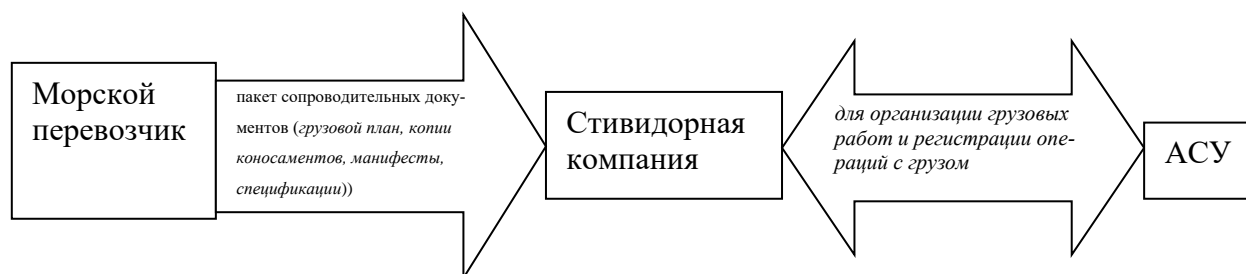 Морской
перевозчик
пакет сопроводительных доку-
ментов (грузовой план, копии
коносаментов, манифесты,
спецификации))
Стивидорная
компания
для организации грузовых
работ и регистрации опе-
раций с грузом
АСУ